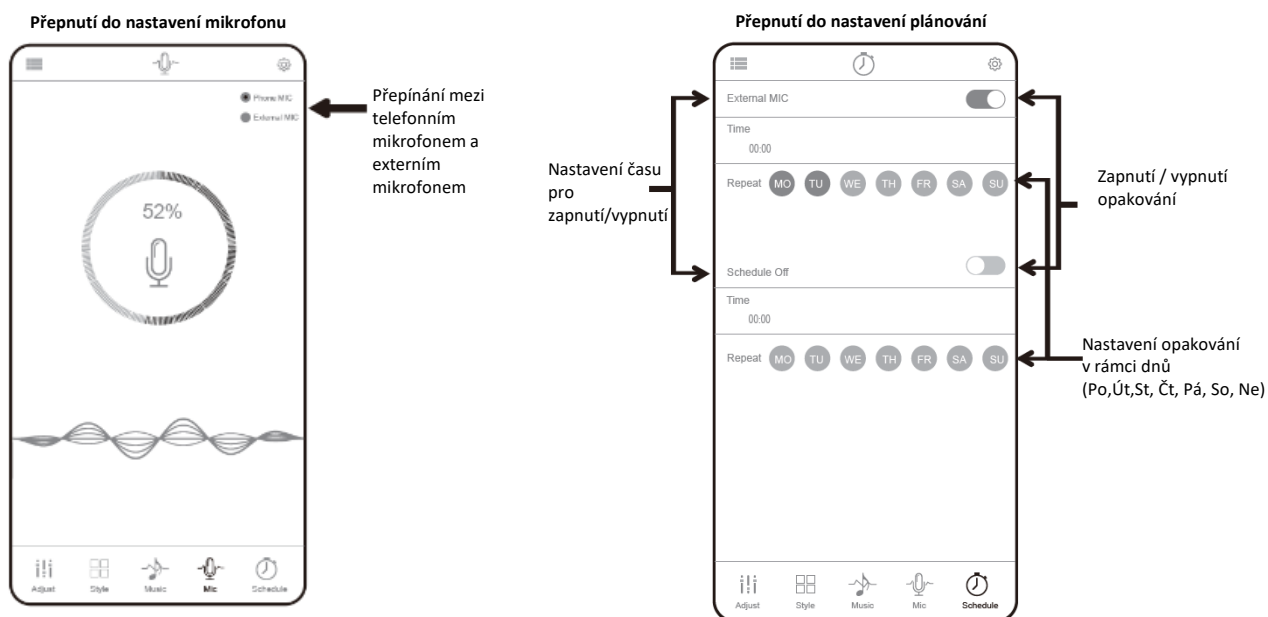 Přepnutí do nastavení mikrofonu
Phone MIC
External MIC
Přepínání mezi
telefonním
mikrofonem a
externím
mikrofonem
52%
Adjust
Style
Music
Mic
Schedule
Přepnutí do nastavení plánování
External MIC
Time
00:00
Repeat MO TU WE TH FR SA SU
Schedule Off
Time
00:00
Repeat MO TU WE TH FR SA SU
Adjust
Style
Music
Mic
Schedule
Nastavení času
pro
zapnutí/vypnutí
Zapnutí / vypnutí
opakování
Nastavení opakování
v rámci dnů
(Po,Út,St, Čt, Pá, So, Ne)